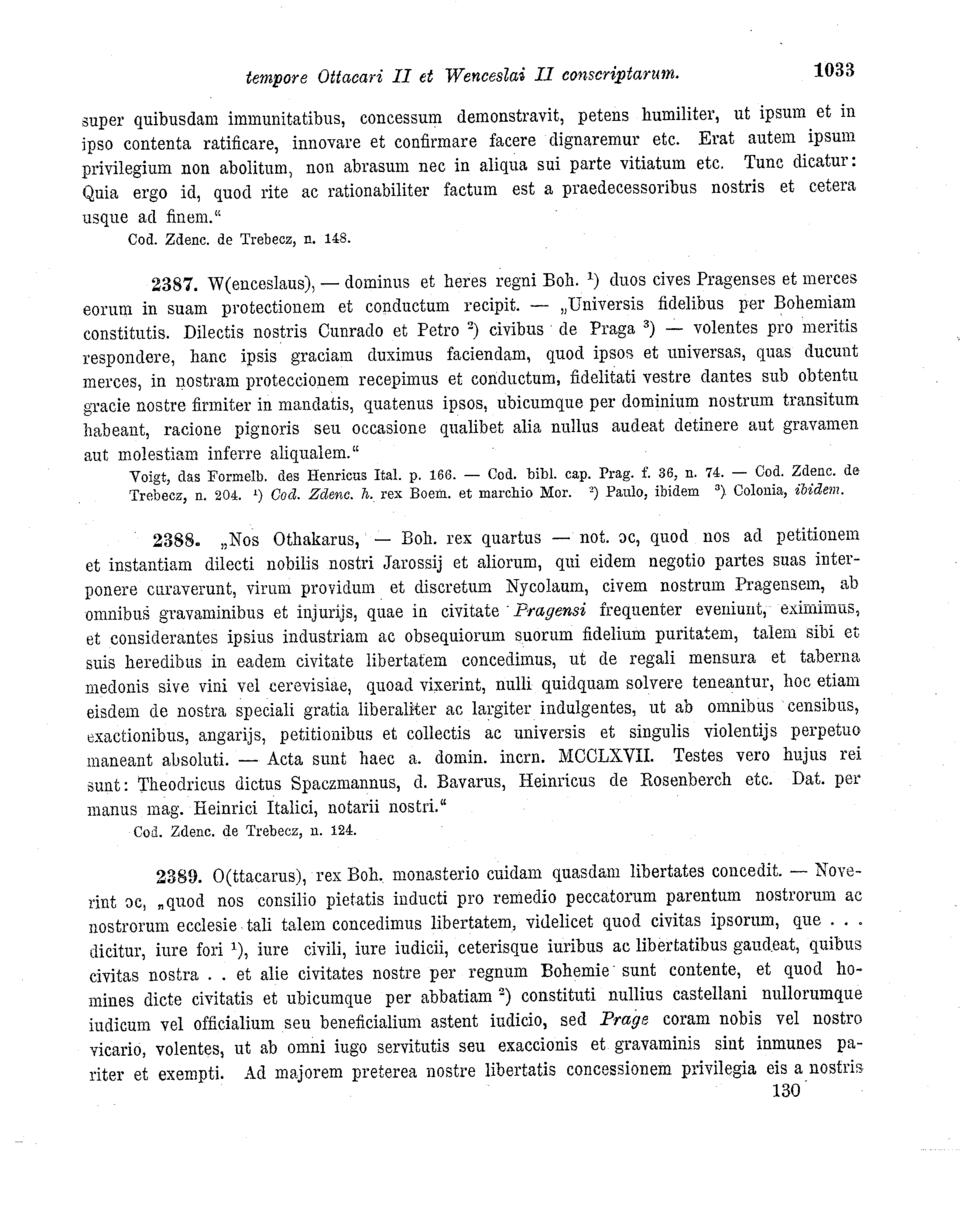 tempore Ottacari II et Wenceslai II conscriptarum. 1033
super quibusdam immunitatibus, concessum demonstravit, petens humiliter, ut ipsum et in
ipso contenta ratificare, innovare et confirmare facere dignaremur etc. Erat autem ipsum
privilegium non abolitum, non abrasum nec in aliqua sui parte vitiatum etc. Tunc dicatur:
Quia ergo id, quod rite ac rationabiliter factum est a praedecessoribus nostris et cetera
usque ad finem.“
Cod. Zdenc. de Trebecz, n. 148.
2387. W(enceslaus), — dominus et heres regni Boh. ¹) duos cives Pragenses et merces
eorum in suam protectionem et conductum recipit. — „Universis fidelibus per Bohemiam
constitutis. Dilectis nostris Cunrado et Petro ²) civibus de Praga ³) — volentes pro meritis
respondere, hanc ipsis graciam duximus faciendam, quod ipsos et universas, quas ducunt
merces, in nostram proteccionem recepimus et conductum, fidelitati vestre dantes sub obtentu
gracie nostre firmiter in mandatis, quatenus ipsos, ubicumque per dominium nostrum transitum
habeant, racione pignoris seu occasione qualibet alia nullus audeat detinere aut gravamen
aut molestiam inferre aliqualem.“
Voigt, das Formelb. des Henricus Ital. p. 166. — Cod. bibl. cap. Prag. f. 36, n. 74. — Cod. Zdenc. de
Trebecz, n. 204. ¹) Cod. Zdenc. h. rex Boem. et marchio Mor. ²) Paulo, ibidem ³) Colonia, ibidem.
2388. „Nos Othakarus, — Boh. rex quartus — not. ɔc, quod nos ad petitionem
et instantiam dilecti nobilis nostri Jarossij et aliorum, qui eidem negotio partes suas inter-
ponere curaverunt, virum providum et discretum Nycolaum, civem nostrum Pragensem, ab
omnibus gravaminibus et injurijs, quae in civitate Pragensi frequenter eveniunt, eximimus,
et considerantes ipsius industriam ac obsequiorum suorum fidelium puritatem, talem sibi et
suis heredibus in eadem civitate libertatem concedimus, ut de regali mensura et taberna
medonis sive vini vel cerevisiae, quoad vixerint, nulli quidquam solvere teneantur, hoc etiam
eisdem de nostra speciali gratia liberaliter ac largiter indulgentes, ut ab omnibus censibus,
exactionibus, angarijs, petitionibus et collectis ac universis et singulis violentijs perpetuo
maneant absoluti. — Acta sunt haec a. domin. incrn. MCCLXVII. Testes vero hujus rei
sunt: Theodricus dictus Spaczmannus, d. Bavarus, Heinricus de Rosenberch etc. Dat. per
manus mag. Heinrici Italici, notarii nostri.“
Cod. Zdenc. de Trebecz, n. 124.
2389. O(ttacarus), rex Boh. monasterio cuidam quasdam libertates concedit. — Nove-
rint ɔc, „quod nos consilio pietatis inducti pro remedio peccatorum parentum nostrorum ac
nostrorum ecclesie tali talem concedimus libertatem, videlicet quod civitas ipsorum, que . . .
dicitur, iure fori ¹), iure civili, iure iudicii, ceterisque iuribus ac libertatibus gaudeat, quibus
civitas nostra . . et alie civitates nostre per regnum Bohemie sunt contente, et quod ho-
mines dicte civitatis et ubicumque per abbatiam ²) constituti nullius castellani nullorumque
iudicum vel officialium seu beneficialium astent iudicio, sed Prage coram nobis vel nostro
vicario, volentes, ut ab omni iugo servitutis seu exaccionis et gravaminis sint inmunes pa-
riter et exempti. Ad majorem preterea nostre libertatis concessionem privilegia eis a nostris
130